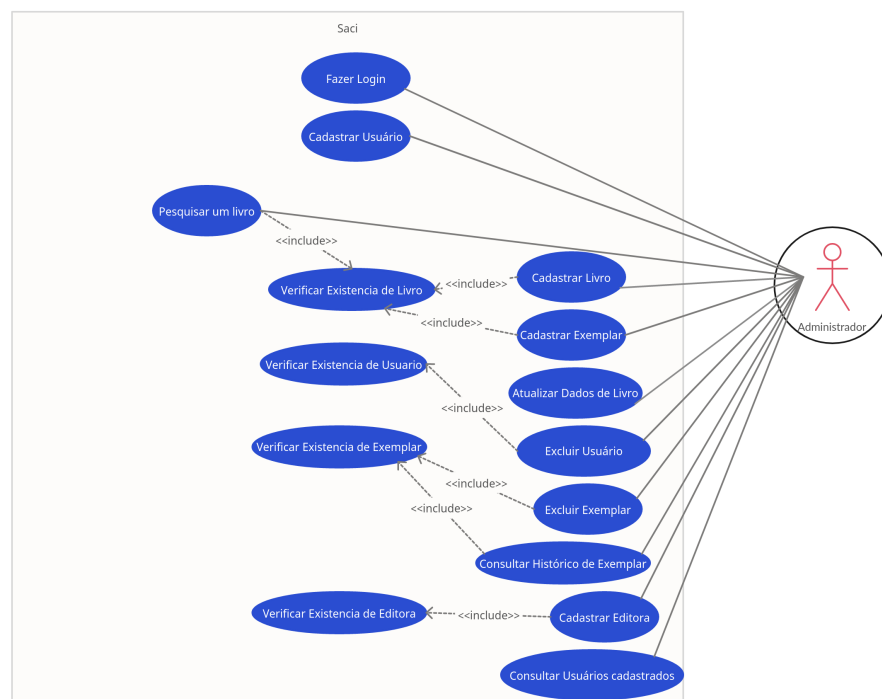 Saci
Fazer Login
Cadastrar Usuário
Pesquisar um livro
<<include>>
Verificar Existencia de Livro
<<include>>
Cadastrar Livro
<<include>>
Cadastrar Exemplar
Administrador
Verificar Existencia de Usuario
<<include>>
Atualizar Dados de Livro
Excluir Usuário
Verificar Existencia de Exemplar
<<include>>
Excluir Exemplar
<<include>>
Consultar Histórico de Exemplar
Verificar Existencia de Editora
<<include>>
Cadastrar Editora
Consultar Usuários cadastrados